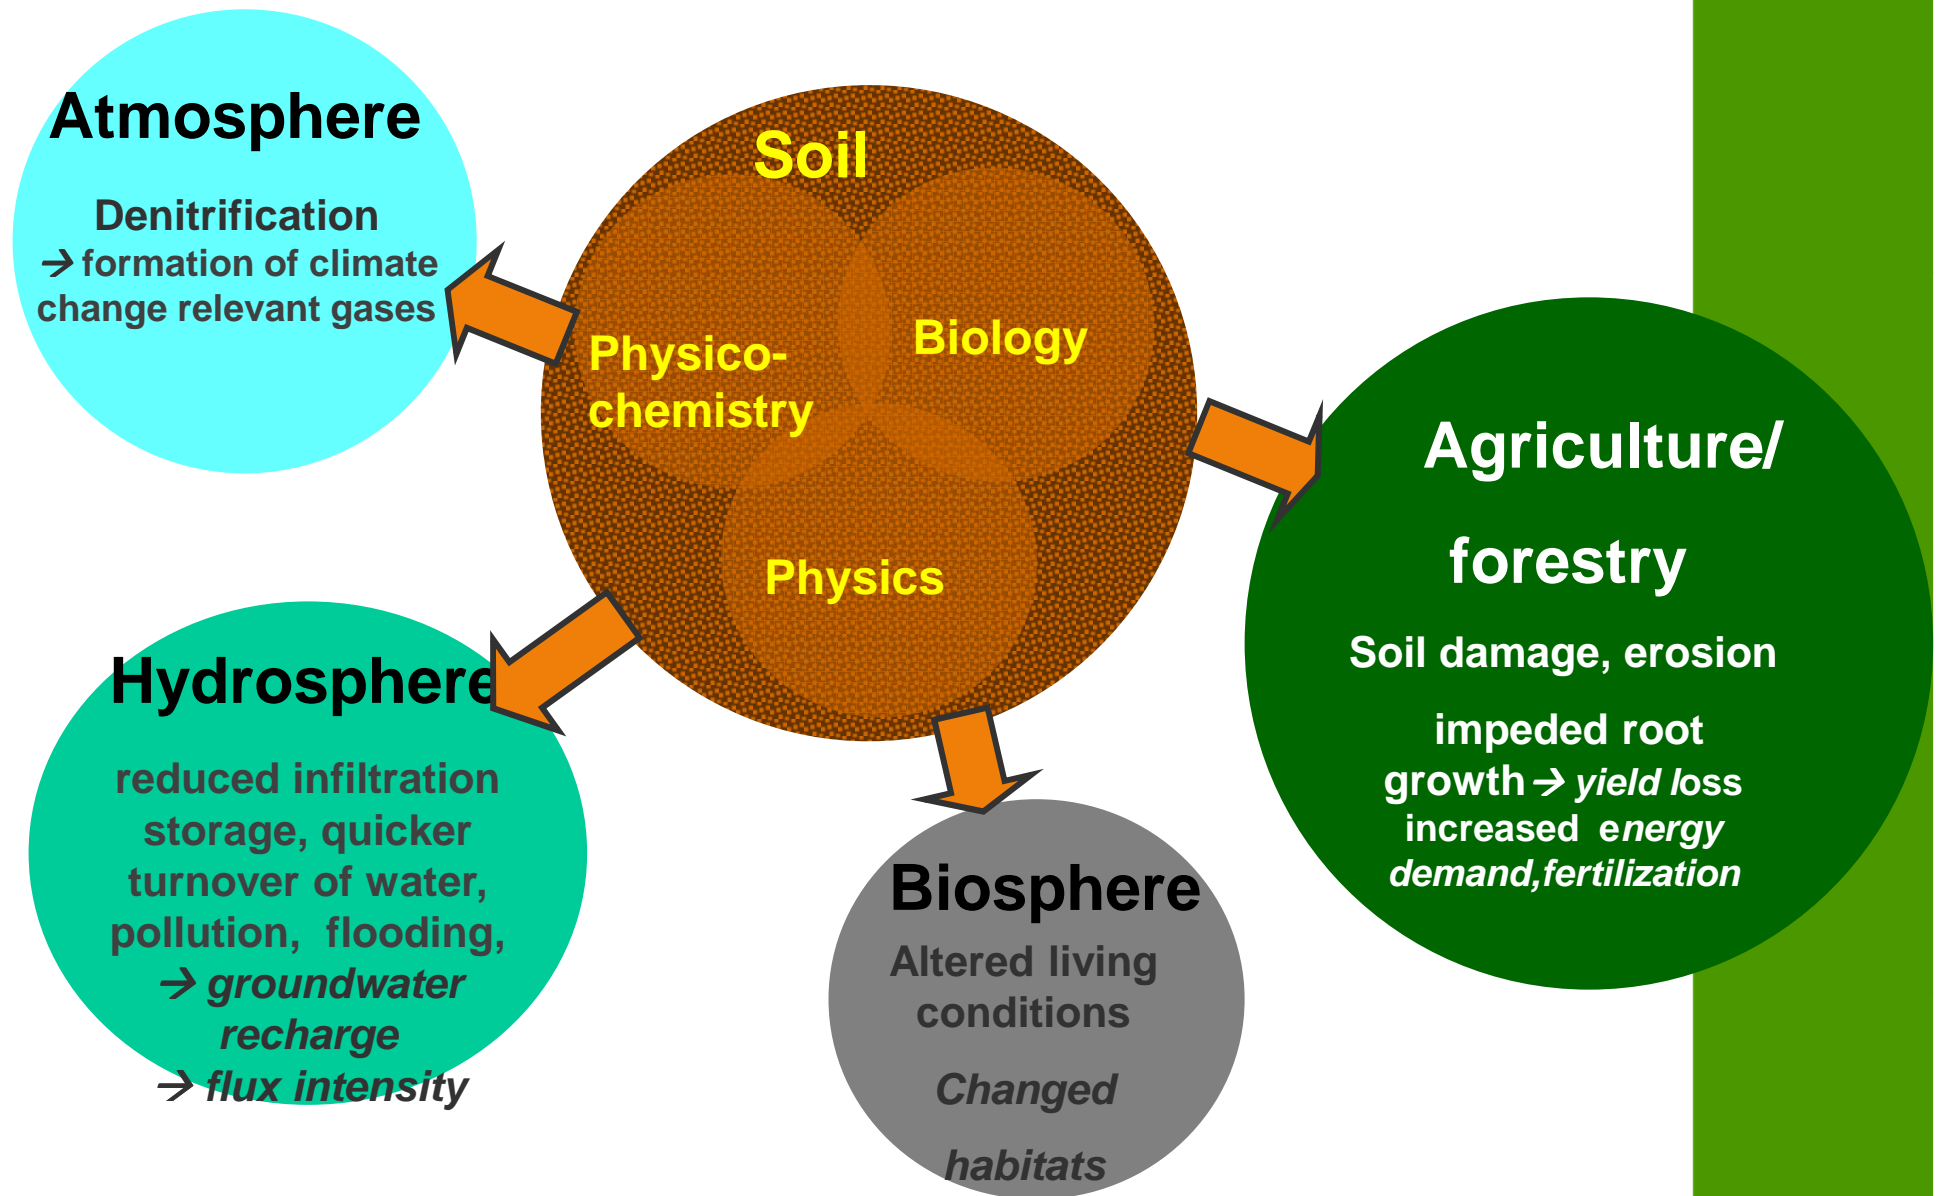 Atmosphere
Denitrification
→ formation of climate
change relevant gases
Soil
Physico-
chemistry
Biology
Physics
Agriculture/
forestry
Soil damage, erosion
impeded root
growth → yield loss
increased energy
demand,fertilization
Hydrosphere
reduced infiltration
storage, quicker
turnover of water,
pollution, flooding,
→ groundwater
recharge
→ flux intensity
Biosphere
Altered living
conditions
Changed
habitats